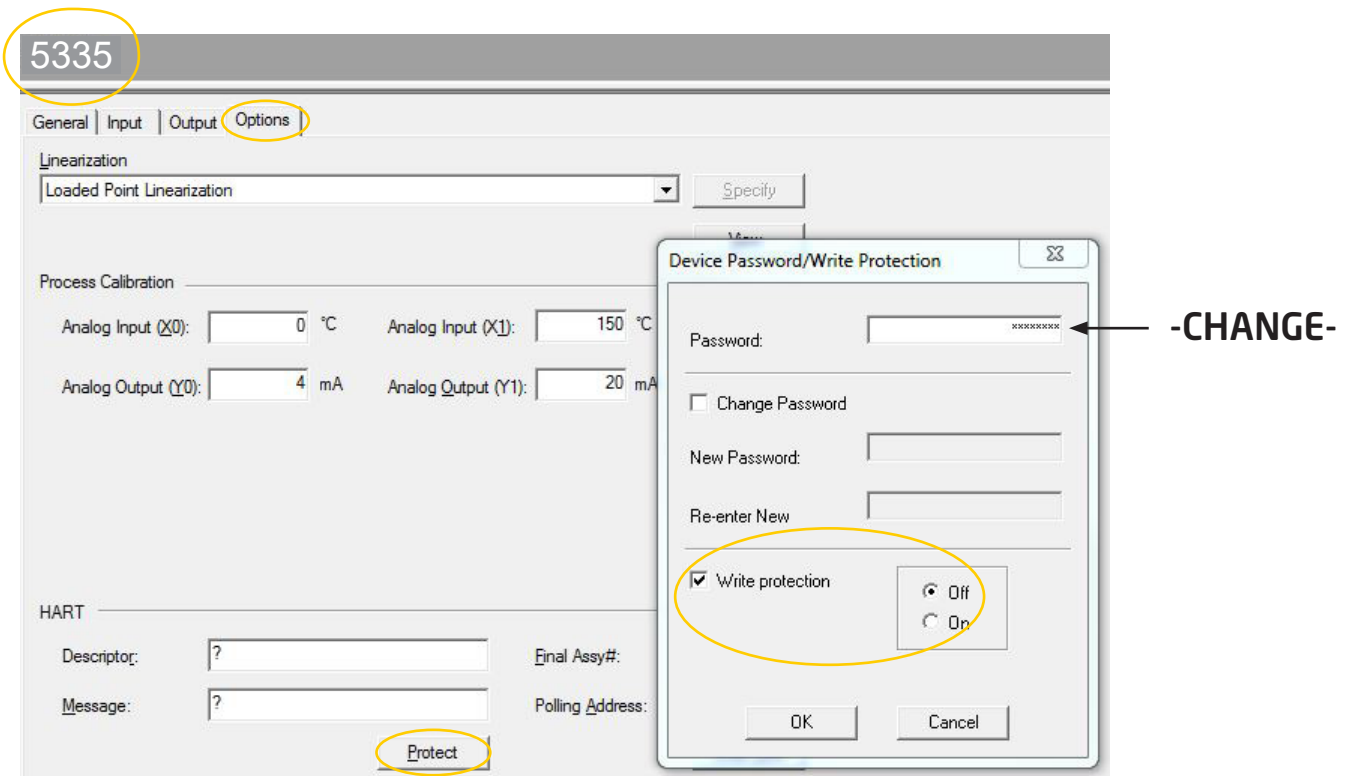 5335
General Input Output Options
Linearization
Loaded Point Linearization Specify
Process Calibration
Analog Input (X0): 0 °C Analog Input (X1): 150 °C
Analog Output (Y0): 4 mA Analog Output (Y1): 20 mA
HART
Descriptor: ? Final Assy#:
Message: ? Polling Address:
Protect
Device Password/Write Protection
Password: ******** -CHANGE-
Change Password
New Password:
Re-enter New
Write protection Off
On
OK Cancel